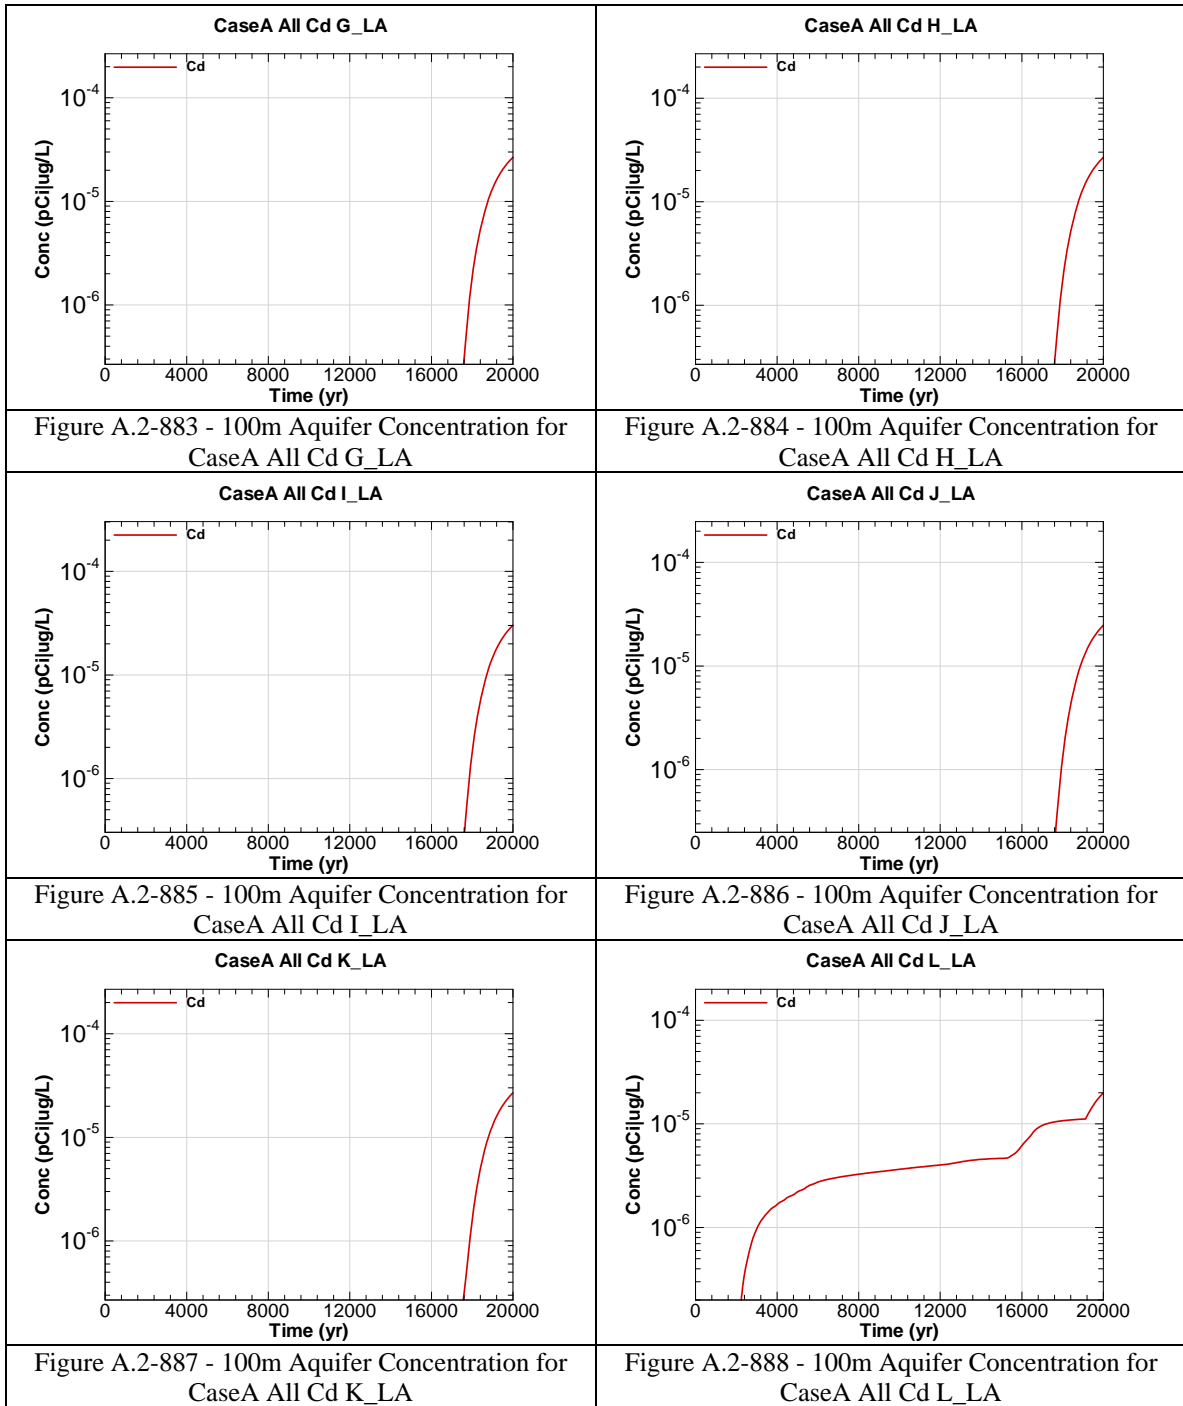 CaseA All Cd G_LA
Cd
10-4
10-5
10-6
Conc (pCi|ug/L)
0 4000 8000 12000 16000 20000
Time (yr)
Figure A.2-883 - 100m Aquifer Concentration for
CaseA All Cd G_LA
CaseA All Cd H_LA
Cd
10-4
10-5
10-6
Conc (pCi|ug/L)
0 4000 8000 12000 16000 20000
Time (yr)
Figure A.2-884 - 100m Aquifer Concentration for
CaseA All Cd H_LA
CaseA All Cd I_LA
Cd
10-4
10-5
10-6
Conc (pCi|ug/L)
0 4000 8000 12000 16000 20000
Time (yr)
Figure A.2-885 - 100m Aquifer Concentration for
CaseA All Cd I_LA
CaseA All Cd J_LA
Cd
10-4
10-5
10-6
Conc (pCi|ug/L)
0 4000 8000 12000 16000 20000
Time (yr)
Figure A.2-886 - 100m Aquifer Concentration for
CaseA All Cd J_LA
CaseA All Cd K_LA
Cd
10-4
10-5
10-6
Conc (pCi|ug/L)
0 4000 8000 12000 16000 20000
Time (yr)
Figure A.2-887 - 100m Aquifer Concentration for
CaseA All Cd K_LA
CaseA All Cd L_LA
Cd
10-4
10-5
10-6
Conc (pCi|ug/L)
0 4000 8000 12000 16000 20000
Time (yr)
Figure A.2-888 - 100m Aquifer Concentration for
CaseA All Cd L_LA